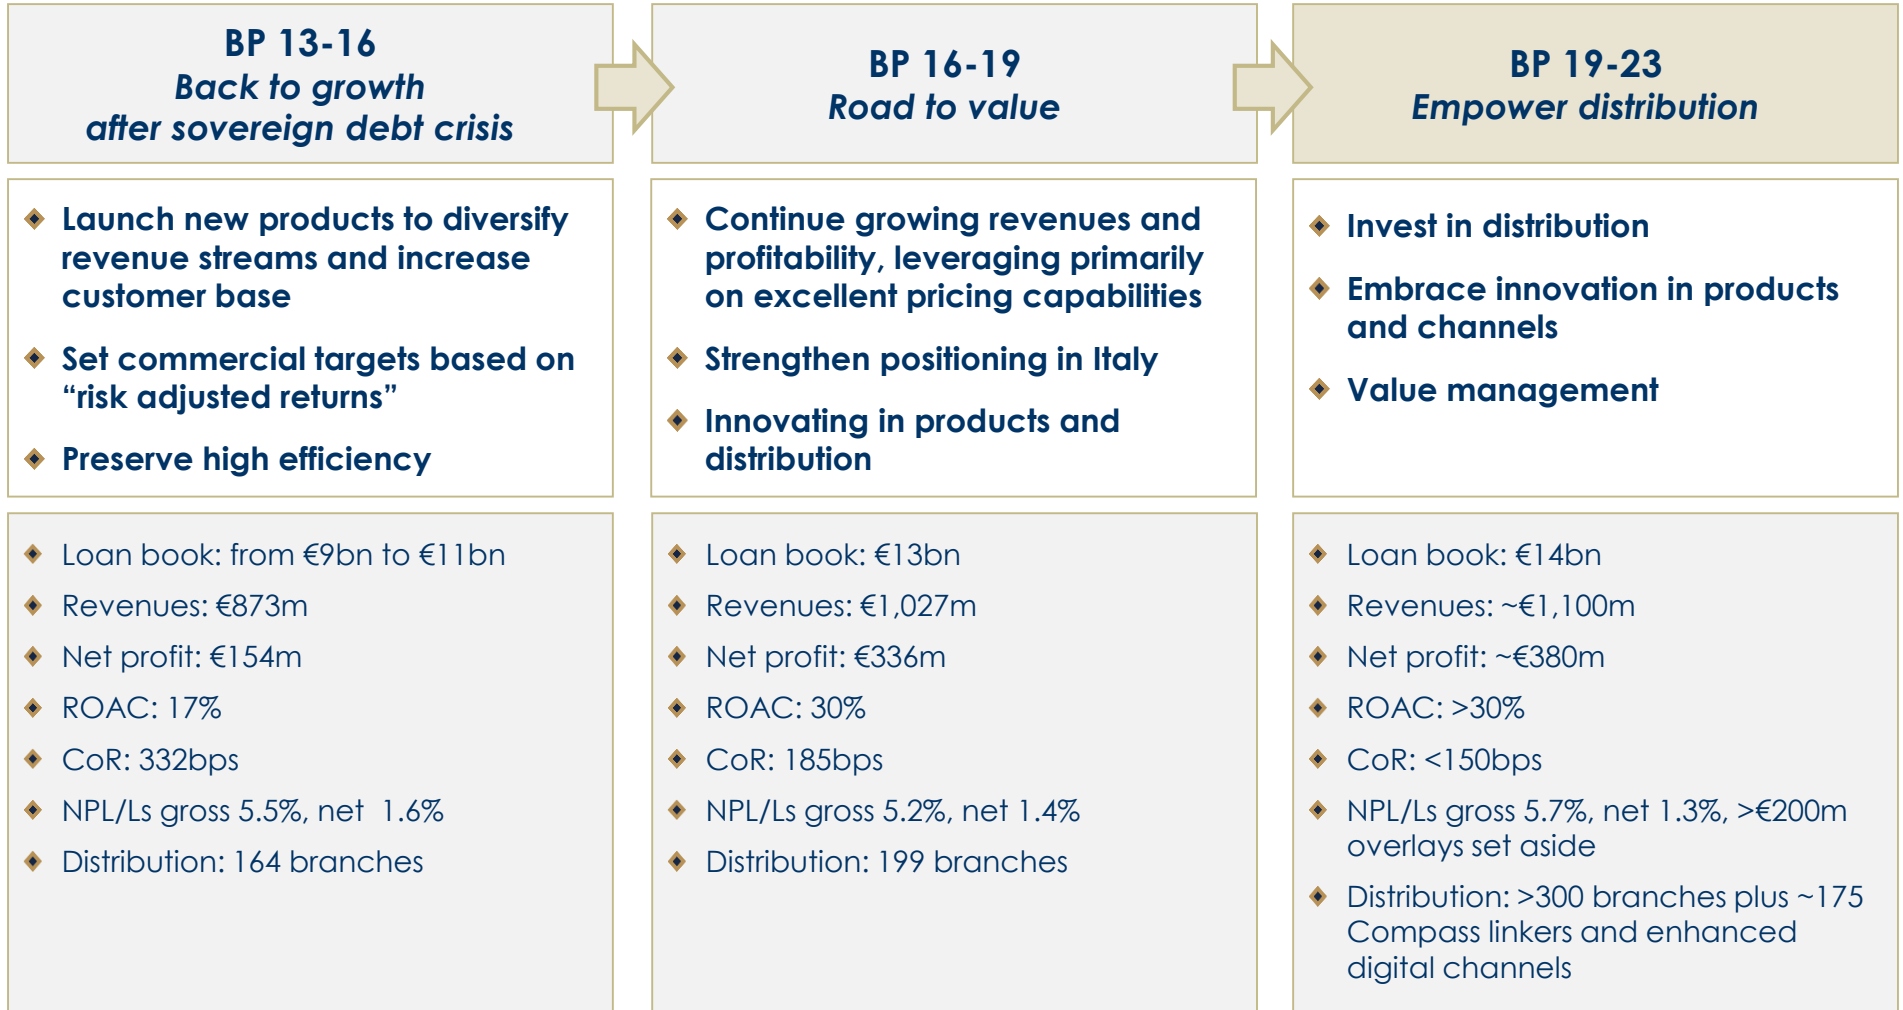 BP 13-16
Back to growth
after sovereign debt crisis
BP 16-19
Road to value
BP 19-23
Empower distribution
Launch new products to diversify
revenue streams and increase
customer base
Set commercial targets based on
“risk adjusted returns”
Preserve high efficiency
Continue growing revenues and
profitability, leveraging primarily
on excellent pricing capabilities
Strengthen positioning in Italy
Innovating in products and
distribution
Invest in distribution
Embrace innovation in products
and channels
Value management
Loan book: from €9bn to €11bn
Revenues: €873m
Net profit: €154m
ROAC: 17%
CoR: 332bps
NPL/Ls gross 5.5%, net 1.6%
Distribution: 164 branches
Loan book: €13bn
Revenues: €1,027m
Net profit: €336m
ROAC: 30%
CoR: 185bps
NPL/Ls gross 5.2%, net 1.4%
Distribution: 199 branches
Loan book: €14bn
Revenues: ~€1,100m
Net profit: ~€380m
ROAC: >30%
CoR: <150bps
NPL/Ls gross 5.7%, net 1.3%, >€200m
overlays set aside
Distribution: >300 branches plus ~175
Compass linkers and enhanced
digital channels